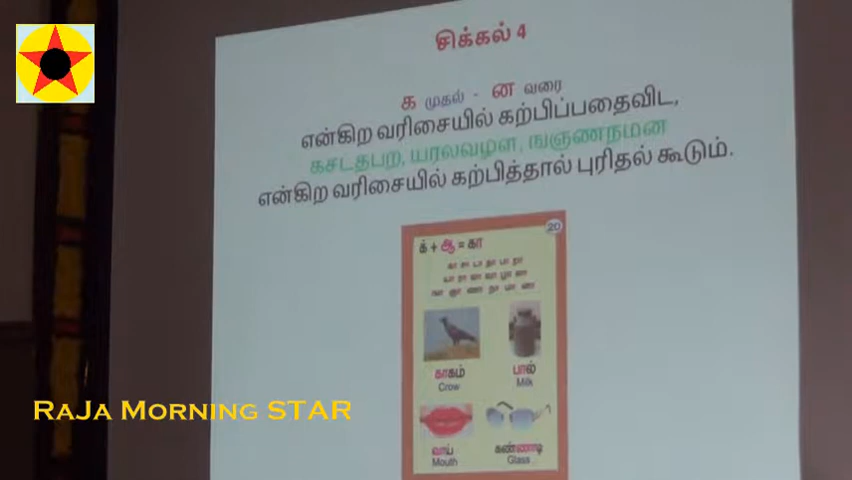 சிக்கல் 4
க முதல் - ன வரை
என்கிற வரிசையில் கற்பிப்பதைவிட,
கசடதபற, யரலவழள, ஙஞணநமன
என்கிற வரிசையில் கற்பித்தால் புரிதல் கூடும்.
20
க் + ஆ = கா
கா சா டா தா பா றா
யா ரா லா வா ழா ளா
ஙா ஞா ணா நா மா னா
காகம்
Crow
பால்
Milk
வாய்
Mouth
கண்ணாடி
Glass
RaJa Morning STAR